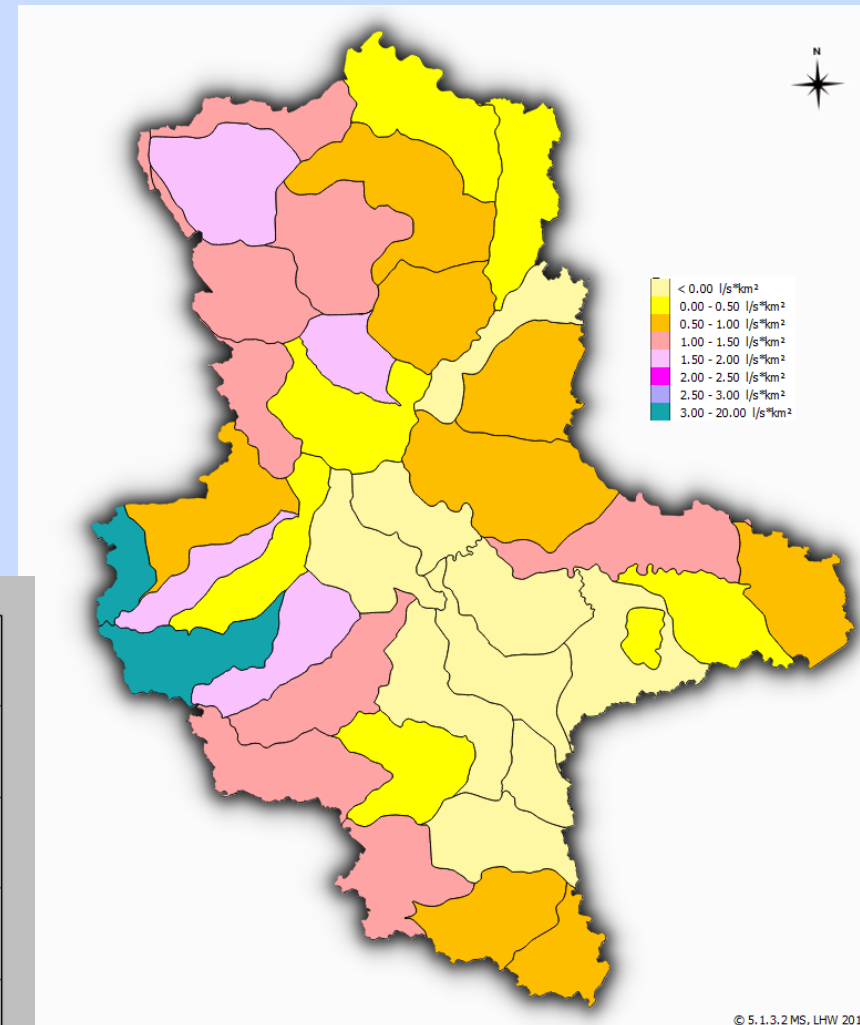 N
< 0.00 l/s*km²
0.00 - 0.50 l/s*km²
0.50 - 1.00 l/s*km²
1.00 - 1.50 l/s*km²
1.50 - 2.00 l/s*km²
2.00 - 2.50 l/s*km²
2.50 - 3.00 l/s*km²
3.00 - 20.00 l/s*km²
© 5.1.3.2 MS, LHW 201